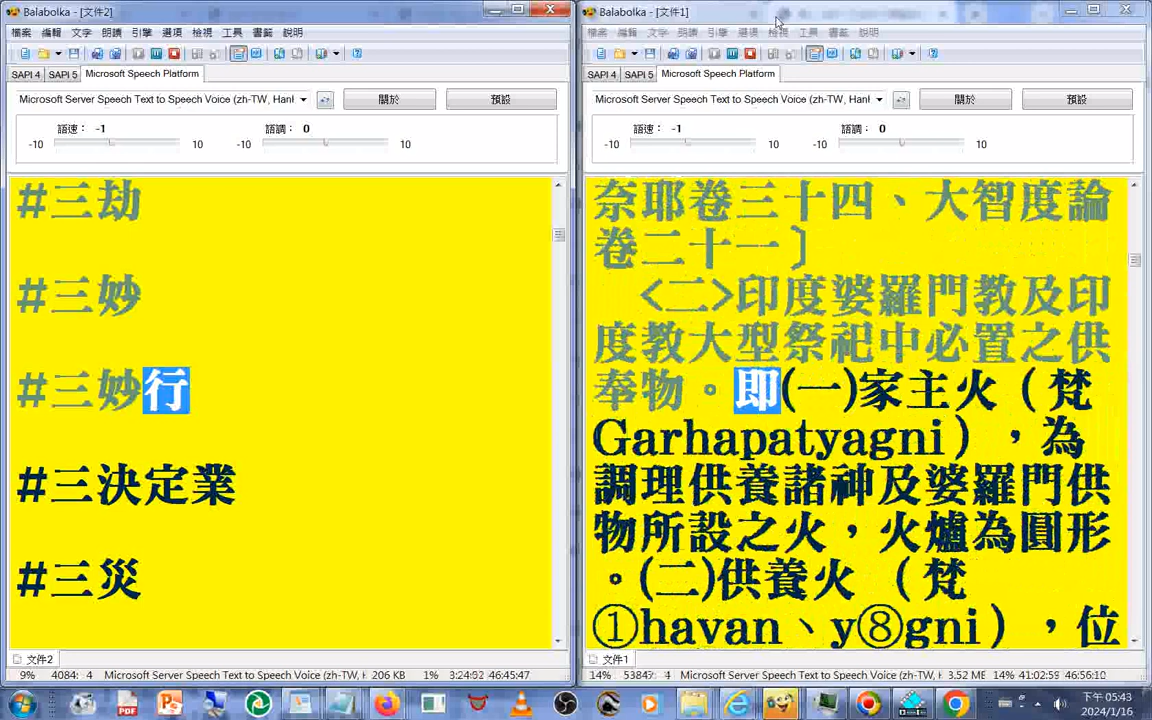 Balabolka - [文件2]
檔案 編輯 文字 朗讀 引擎 選項 檢視 工具 書籤 說明
SAPI 4 SAPI 5 Microsoft Speech Platform
Microsoft Server Speech Text to Speech Voice (zh-TW, Hanl
關於
預設
語速： -1
語調： 0
-10 10 -10 10
#三劫
#三妙
#三妙行
#三決定業
#三災
文件2
9% 4084: 4 Microsoft Server Speech Text to Speech Voice (zh-TW, Hanl 206 KB 1% 3:24:92 46:45:47
Balabolka - [文件1]
檔案 編輯 文字 朗讀 引擎 選項 檢視 工具 書籤 說明
SAPI 4 SAPI 5 Microsoft Speech Platform
Microsoft Server Speech Text to Speech Voice (zh-TW, Hanl
關於
預設
語速： -1
語調： 0
-10 10 -10 10
奈耶卷三十四、大智度論
卷二十一〕
<二>印度婆羅門教及印
度教大型祭祀中必置之供
奉物。即(一)家主火（梵
Garhapatyagni），為
調理供養諸神及婆羅門供
物所設之火，火爐為圓形
。(二)供養火 （梵
①havan、y⑧gni），位
文件1
14% 53847: 4 Microsoft Server Speech Text to Speech Voice (zh-TW, Hanl 3.52 ME 14% 41:02:59 46:56:10
下午 05:43
2024/1/16